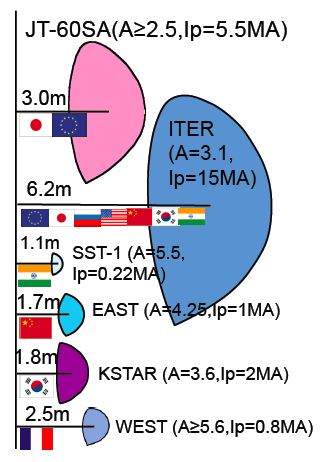 JT-60SA(A≥2.5,Ip=5.5MA)
3.0m
ITER
(A=3.1,
Ip=15MA)
6.2m
1.1m
SST-1 (A=5.5,
Ip=0.22MA)
1.7m
EAST (A=4.25,Ip=1MA)
1.8m
KSTAR (A=3.6,Ip=2MA)
2.5m
WEST (A≥5.6,Ip=0.8MA)